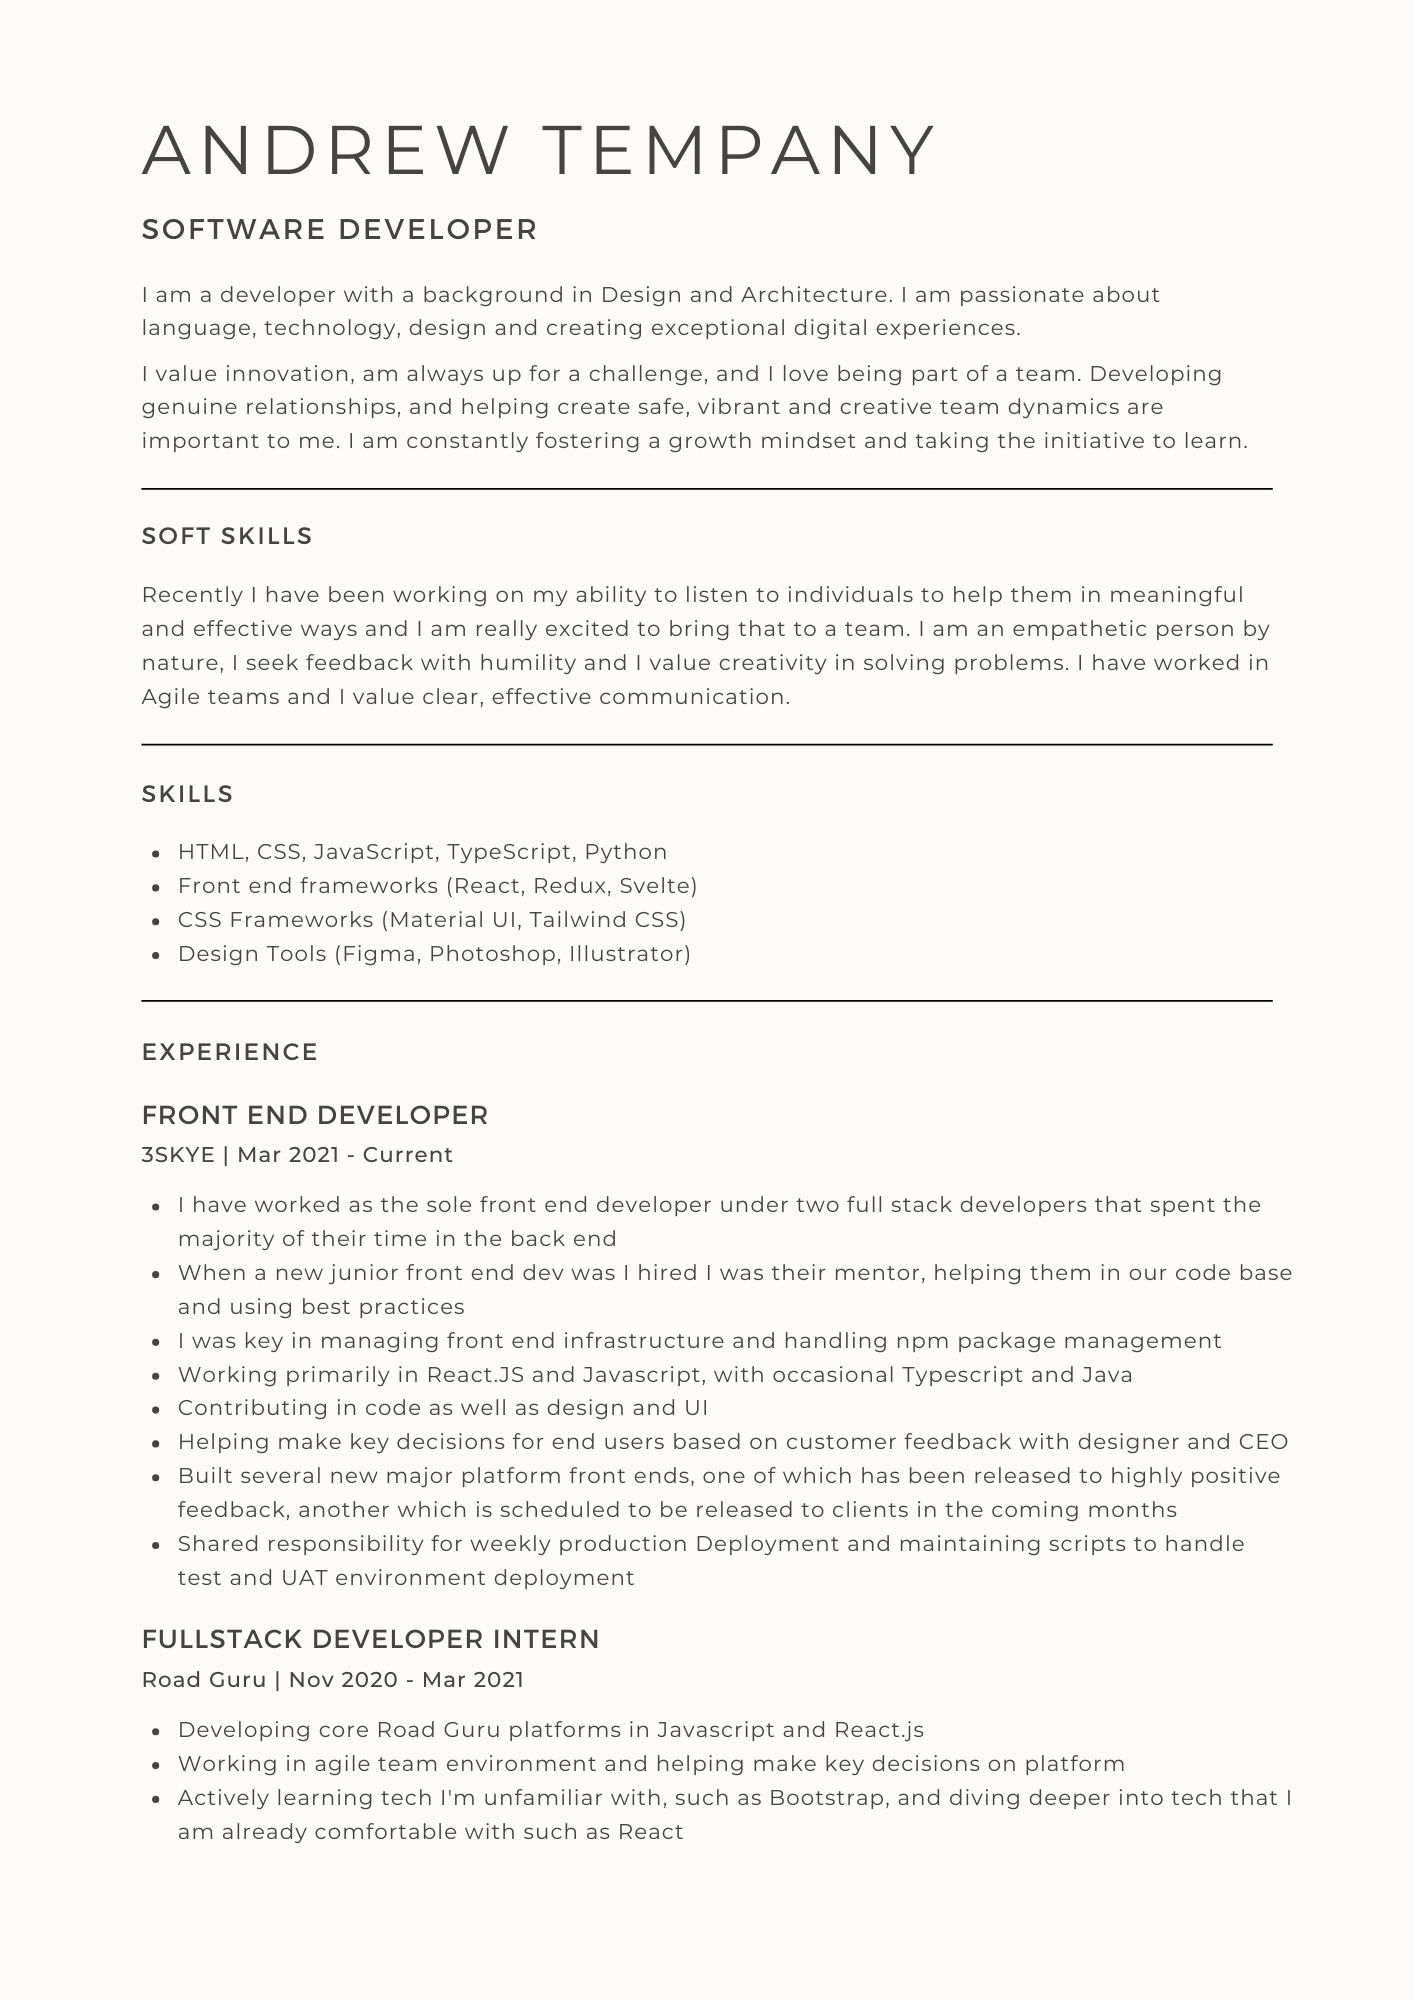 ANDREW TEMPANY
SOFTWARE DEVELOPER
I am a developer with a background in Design and Architecture. I am passionate about
language, technology, design and creating exceptional digital experiences.
I value innovation, am always up for a challenge, and I love being part of a team. Developing
genuine relationships, and helping create safe, vibrant and creative team dynamics are
important to me. I am constantly fostering a growth mindset and taking the initiative to learn.
SOFT SKILLS
Recently I have been working on my ability to listen to individuals to help them in meaningful
and effective ways and I am really excited to bring that to a team. I am an empathetic person by
nature, I seek feedback with humility and I value creativity in solving problems. I have worked in
Agile teams and I value clear, effective communication.
SKILLS
• HTML, CSS, JavaScript, TypeScript, Python
• Front end frameworks (React, Redux, Svelte)
• CSS Frameworks (Material UI, Tailwind CSS)
• Design Tools (Figma, Photoshop, Illustrator)
EXPERIENCE
FRONT END DEVELOPER
3SKYE | Mar 2021 - Current
• I have worked as the sole front end developer under two full stack developers that spent the
majority of their time in the back end
• When a new junior front end dev was I hired I was their mentor, helping them in our code base
and using best practices
• I was key in managing front end infrastructure and handling npm package management
• Working primarily in React.JS and Javascript, with occasional Typescript and Java
• Contributing in code as well as design and UI
• Helping make key decisions for end users based on customer feedback with designer and CEO
• Built several new major platform front ends, one of which has been released to highly positive
feedback, another which is scheduled to be released to clients in the coming months
• Shared responsibility for weekly production Deployment and maintaining scripts to handle
test and UAT environment deployment
FULLSTACK DEVELOPER INTERN
Road Guru | Nov 2020 - Mar 2021
• Developing core Road Guru platforms in Javascript and React.js
• Working in agile team environment and helping make key decisions on platform
• Actively learning tech I'm unfamiliar with, such as Bootstrap, and diving deeper into tech that I
am already comfortable with such as React